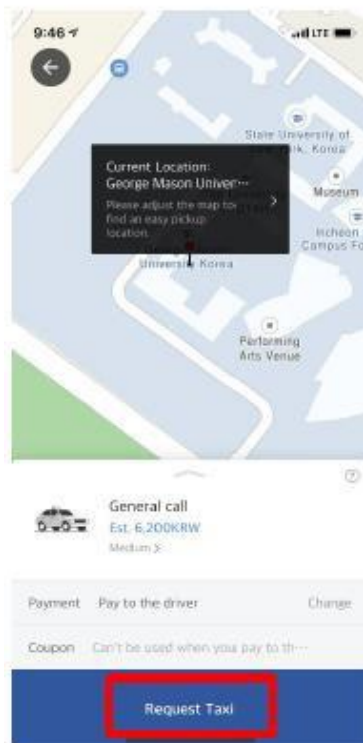 9:46
LTE
State University of
Korea
Museum
Current Location:
George Mason Univer···
Please adjust the map to
find an easy pickup
location.
Incheon
Campus Fo
University Korea
Performing
Arts Venue
General call
Est. 6,200KRW
Medium >
Payment Pay to the driver Change
Coupon Can't be used when you pay to th···
Request Taxi